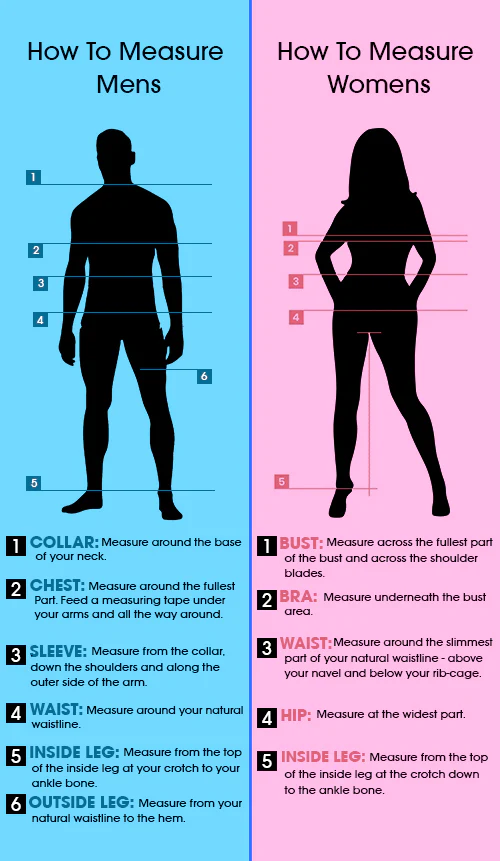 How To Measure
Mens
1
2
3
4
6
5
1 COLLAR: Measure around the base
of your neck.
2 CHEST: Measure around the fullest
Part. Feed a measuring tape under
your arms and all the way around.
3 SLEEVE: Measure from the collar,
down the shoulders and along the
outer side of the arm.
4 WAIST: Measure around your natural
waistline.
5 INSIDE LEG: Measure from the top
of the inside leg at your crotch to your
ankle bone.
6 OUTSIDE LEG: Measure from your
natural waistline to the hem.
How To Measure
Womens
1
2
3
4
5
1 BUST: Measure across the fullest part
of the bust and across the shoulder
blades.
2 BRA: Measure underneath the bust
area.
3 WAIST: Measure around the slimmest
part of your natural waistline - above
your navel and below your rib-cage.
4 HIP: Measure at the widest part.
5 INSIDE LEG: Measure from the top
of the inside leg at the crotch down
to the ankle bone.